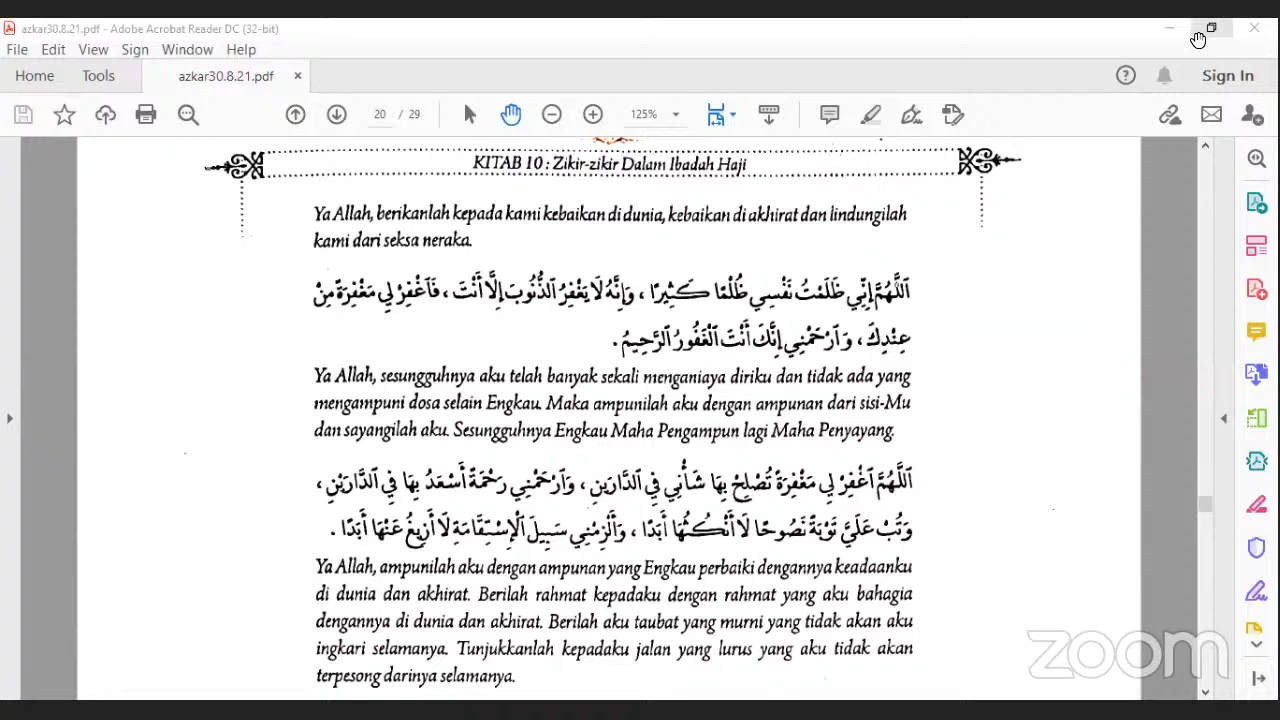 azkar30.8.21.pdf - Adobe Acrobat Reader DC (32-bit)
File Edit View Sign Window Help
Home Tools azkar30.8.21.pdf × Sign In
20 / 29 125%
KITAB 10 : Zikir-zikir Dalam Ibadah Haji
Ya Allah, berikanlah kepada kami kebaikan di dunia, kebaikan di akhirat dan lindungilah
kami dari seksa neraka.
اَللَّهُمَّ إِنِّي ظَلَمْتُ نَفْسِي ظُلْمًا كَثِيرًا ، وَإِنَّهُ لَا يَغْفِرُ الذُّنُوبَ إِلَّا أَنْتَ ، فَاغْفِرْ لِي مَغْفِرَةً مِنْ
عِنْدِكَ ، وَارْحَمْنِي إِنَّكَ أَنْتَ الْغَفُورُ الرَّحِيمُ .
Ya Allah, sesungguhnya aku telah banyak sekali menganiaya diriku dan tidak ada yang
mengampuni dosa selain Engkau. Maka ampunilah aku dengan ampunan dari sisi-Mu
dan sayangilah aku. Sesungguhnya Engkau Maha Pengampun lagi Maha Penyayang.
اَللَّهُمَّ اغْفِرْ لِي مَغْفِرَةً تُصْلِحُ بِهَا شَأْنِي فِي الدَّارَيْنِ ، وَارْحَمْنِي رَحْمَةً أَسْعَدُ بِهَا فِي الدَّارَيْنِ ،
وَتُبْ عَلَيَّ تَوْبَةً نَصُوحًا لَا أَنْكُثُهَا أَبَدًا ، وَأَلْزِمْنِي سَبِيلَ الْإِسْتِقَامَةِ لَا أَزِيغُ عَنْهَا أَبَدًا .
Ya Allah, ampunilah aku dengan ampunan yang Engkau perbaiki dengannya keadaanku
di dunia dan akhirat. Berilah rahmat kepadaku dengan rahmat yang aku bahagia
dengannya di dunia dan akhirat. Berilah aku taubat yang murni yang tidak akan aku
ingkari selamanya. Tunjukkanlah kepadaku jalan yang lurus yang aku tidak akan
terpesong darinya selamanya.
zoom